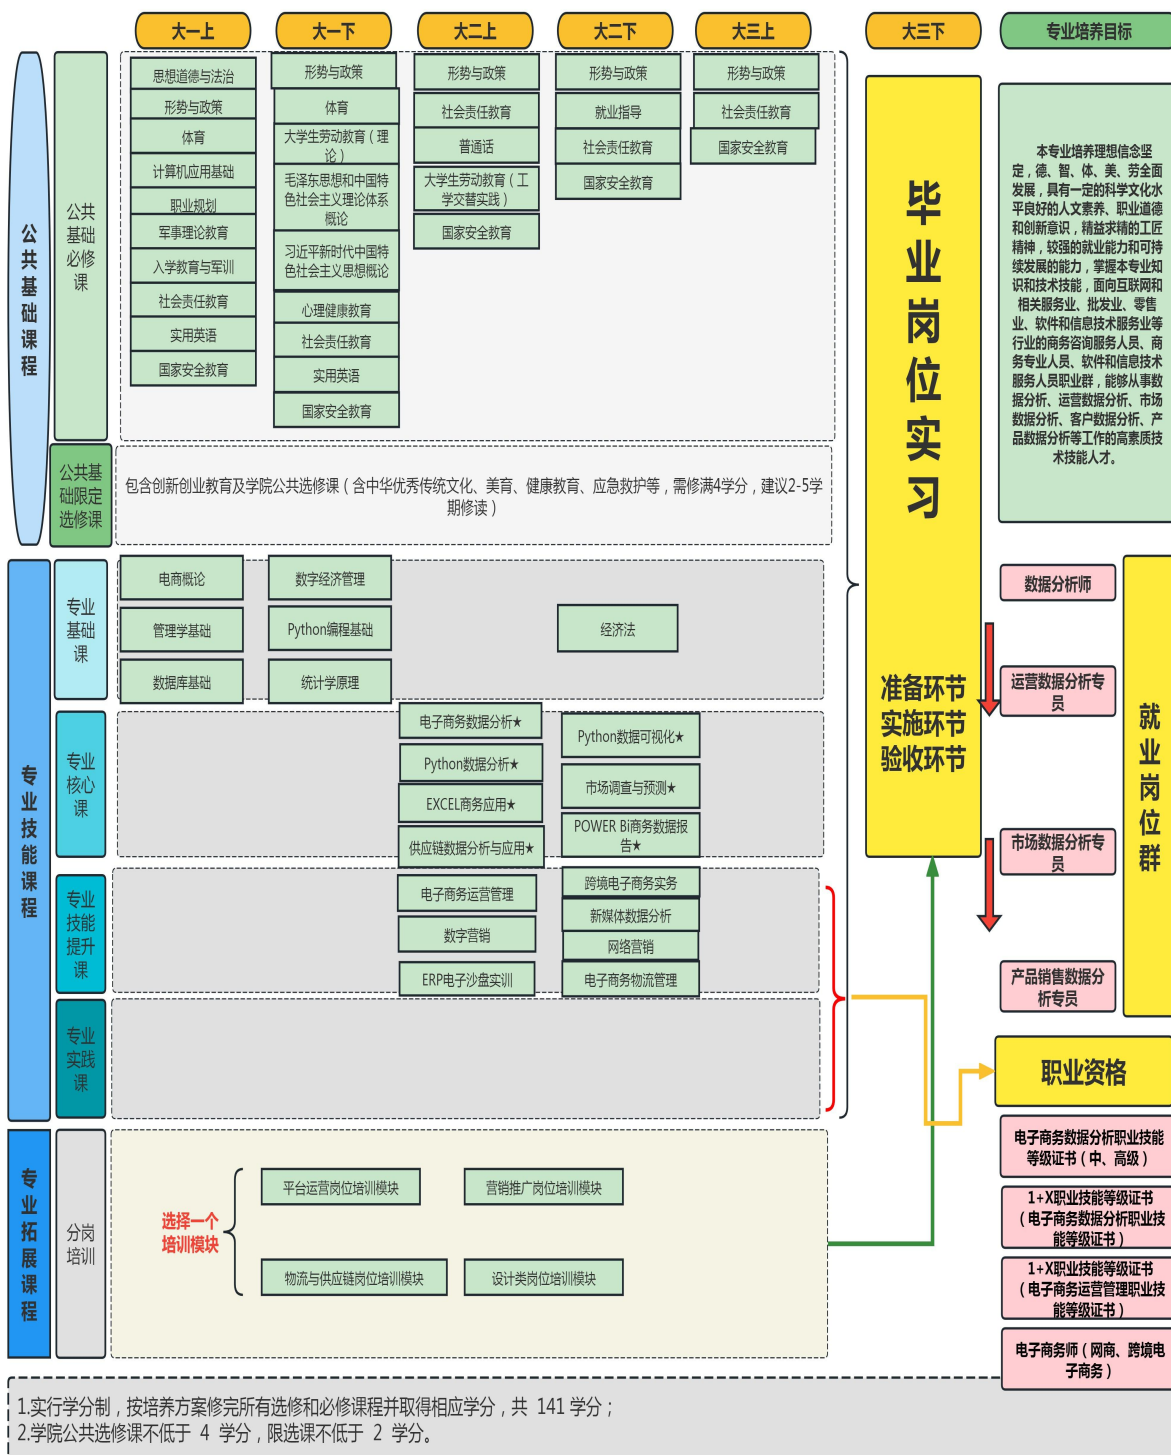 大一上
大一下
大二上
大二下
大三上
大三下
专业培养目标
公共基础课程
公共
基础
必修
课
思想道德与法治
形势与政策
体育
计算机应用基础
职业规划
军事理论教育
入学教育与军训
社会责任教育
实用英语
国家安全教育
形势与政策
体育
大学生劳动教育（理
论）
毛泽东思想和中国特
色社会主义理论体系
概论
习近平新时代中国特
色社会主义思想概论
心理健康教育
社会责任教育
实用英语
国家安全教育
形势与政策
社会责任教育
普通话
大学生劳动教育（工
学交替实践）
国家安全教育
形势与政策
就业指导
社会责任教育
国家安全教育
形势与政策
社会责任教育
国家安全教育
公共基
础限定
选修课
包含创新创业教育及学院公共选修课（含中华优秀传统文化、美育、健康教育、应急救护等，需修满4学分，建议2-5学
期修读）
毕业岗位实习
准备环节
实施环节
验收环节
本专业培养理想信念坚
定，德、智、体、美、劳全面
发展，具有一定的科学文化水
平良好的人文素养、职业道德
和创新意识，精益求精的工匠
精神，较强的就业能力和可持
续发展的能力，掌握本专业知
识和技术技能，面向互联网和
相关服务业、批发业、零售
业、软件和信息技术服务业等
行业的商务咨询服务人员、商
务专业人员、软件和信息技术
服务人员职业群，能够从事数
据分析、运营数据分析、市场
数据分析、客户数据分析、产
品数据分析等工作的高素质技
术技能人才。
专业技能课程
专业
基础
课
电商概论
管理学基础
数据库基础
数字经济管理
Python编程基础
统计学原理
经济法
专业
核心
课
电子商务数据分析★
Python数据分析★
EXCEL商务应用★
供应链数据分析与应用★
Python数据可视化★
市场调查与预测★
POWER Bi商务数据报
告★
专业
技能
提升
课
电子商务运营管理
数字营销
ERP电子沙盘实训
跨境电子商务实务
新媒体数据分析
网络营销
电子商务物流管理
专业
实践
课
数据分析师
运营数据分析专
员
市场数据分析专
员
产品销售数据分
析专员
就业岗位群
职业资格
电子商务数据分析职业技能
等级证书（中、高级）
1+X职业技能等级证书
（电子商务数据分析职业技
能等级证书）
1+X职业技能等级证书
（电子商务运营管理职业技
能等级证书）
电子商务师（网商、跨境电
子商务）
专业拓展课程
分岗
培训
选择一个
培训模块
平台运营岗位培训模块
营销推广岗位培训模块
物流与供应链岗位培训模块
设计类岗位培训模块
1.实行学分制，按培养方案修完所有选修和必修课程并取得相应学分，共 141 学分；
2.学院公共选修课不低于 4 学分，限选课不低于 2 学分。